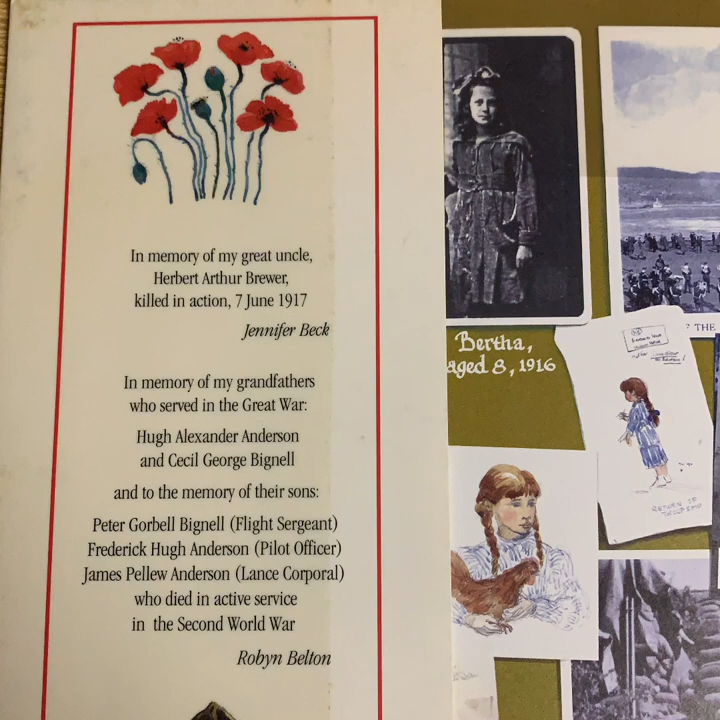 In memory of my great uncle,
Herbert Arthur Brewer,
killed in action, 7 June 1917
Jennifer Beck
In memory of my grandfathers
who served in the Great War:
Hugh Alexander Anderson
and Cecil George Bignell
and to the memory of their sons:
Peter Gorbell Bignell (Flight Sergeant)
Frederick Hugh Anderson (Pilot Officer)
James Pellew Anderson (Lance Corporal)
who died in active service
in the Second World War
Robyn Belton
Bertha,
aged 8, 1916
THE
RETURN TO